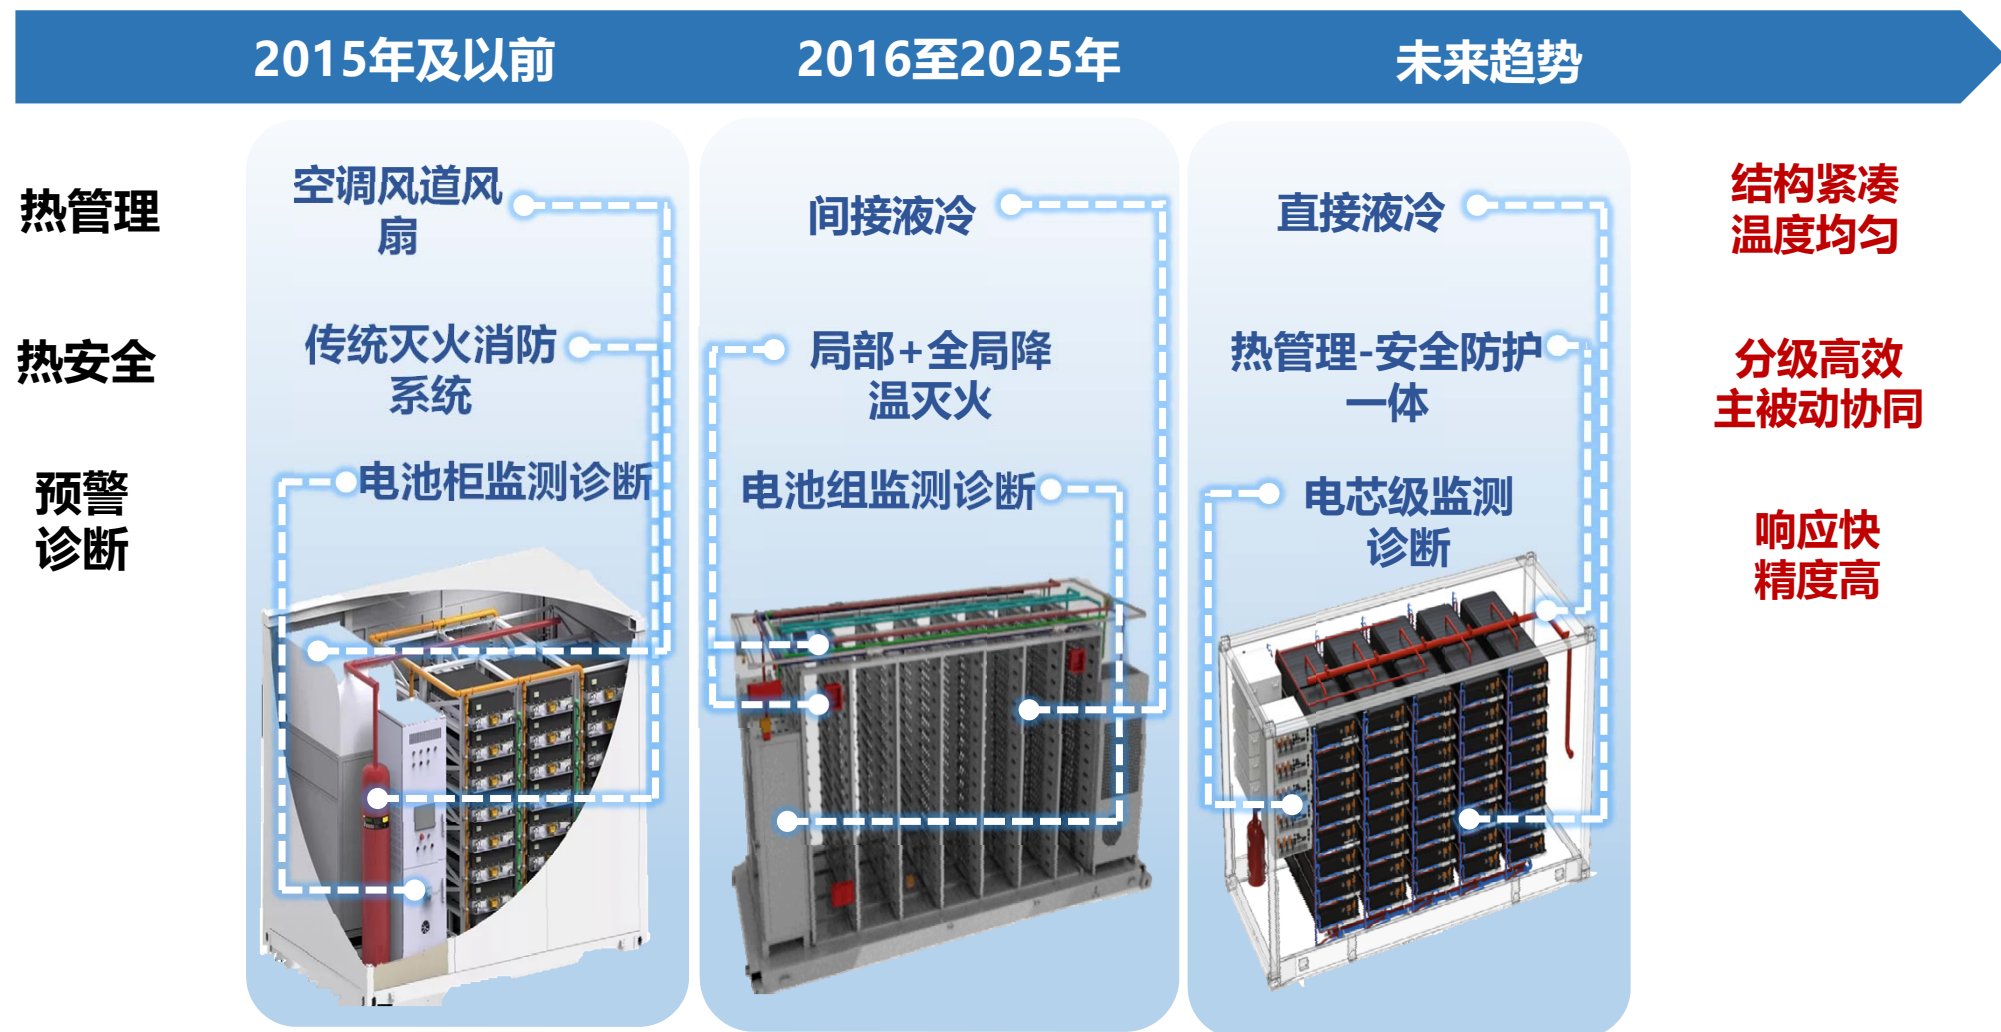 2015年及以前
2016至2025年
未来趋势
热管理
空调风道风
扇
间接液冷
直接液冷
结构紧凑
温度均匀
热安全
传统灭火消防
系统
局部+全局降
温灭火
热管理-安全防护
一体
分级高效
主被动协同
预警
诊断
电池柜监测诊断
电池组监测诊断
电芯级监测
诊断
响应快
精度高